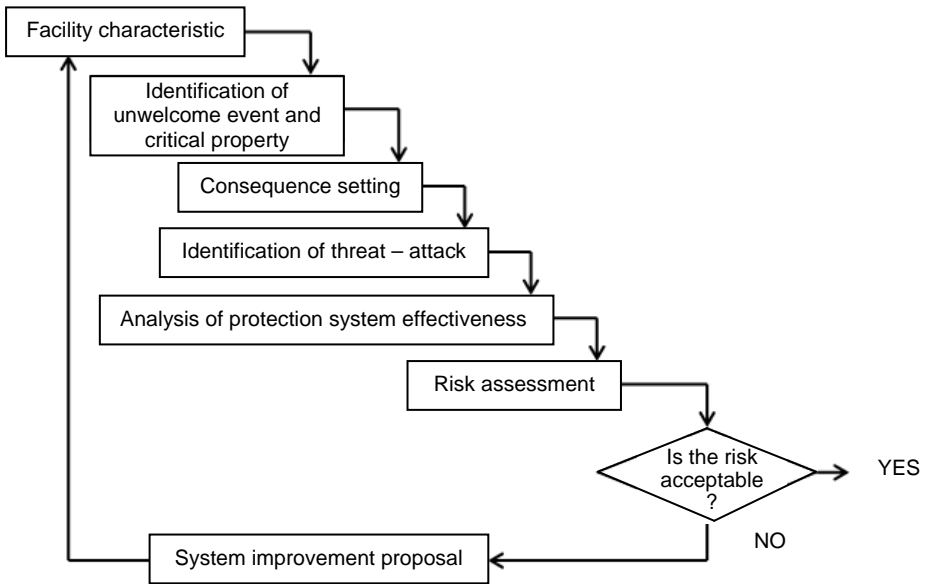 Facility characteristic
Identification of
unwelcome event and
critical property
Consequence setting
Identification of threat – attack
Analysis of protection system effectiveness
Risk assessment
Is the risk
acceptable
?
YES
NO
System improvement proposal